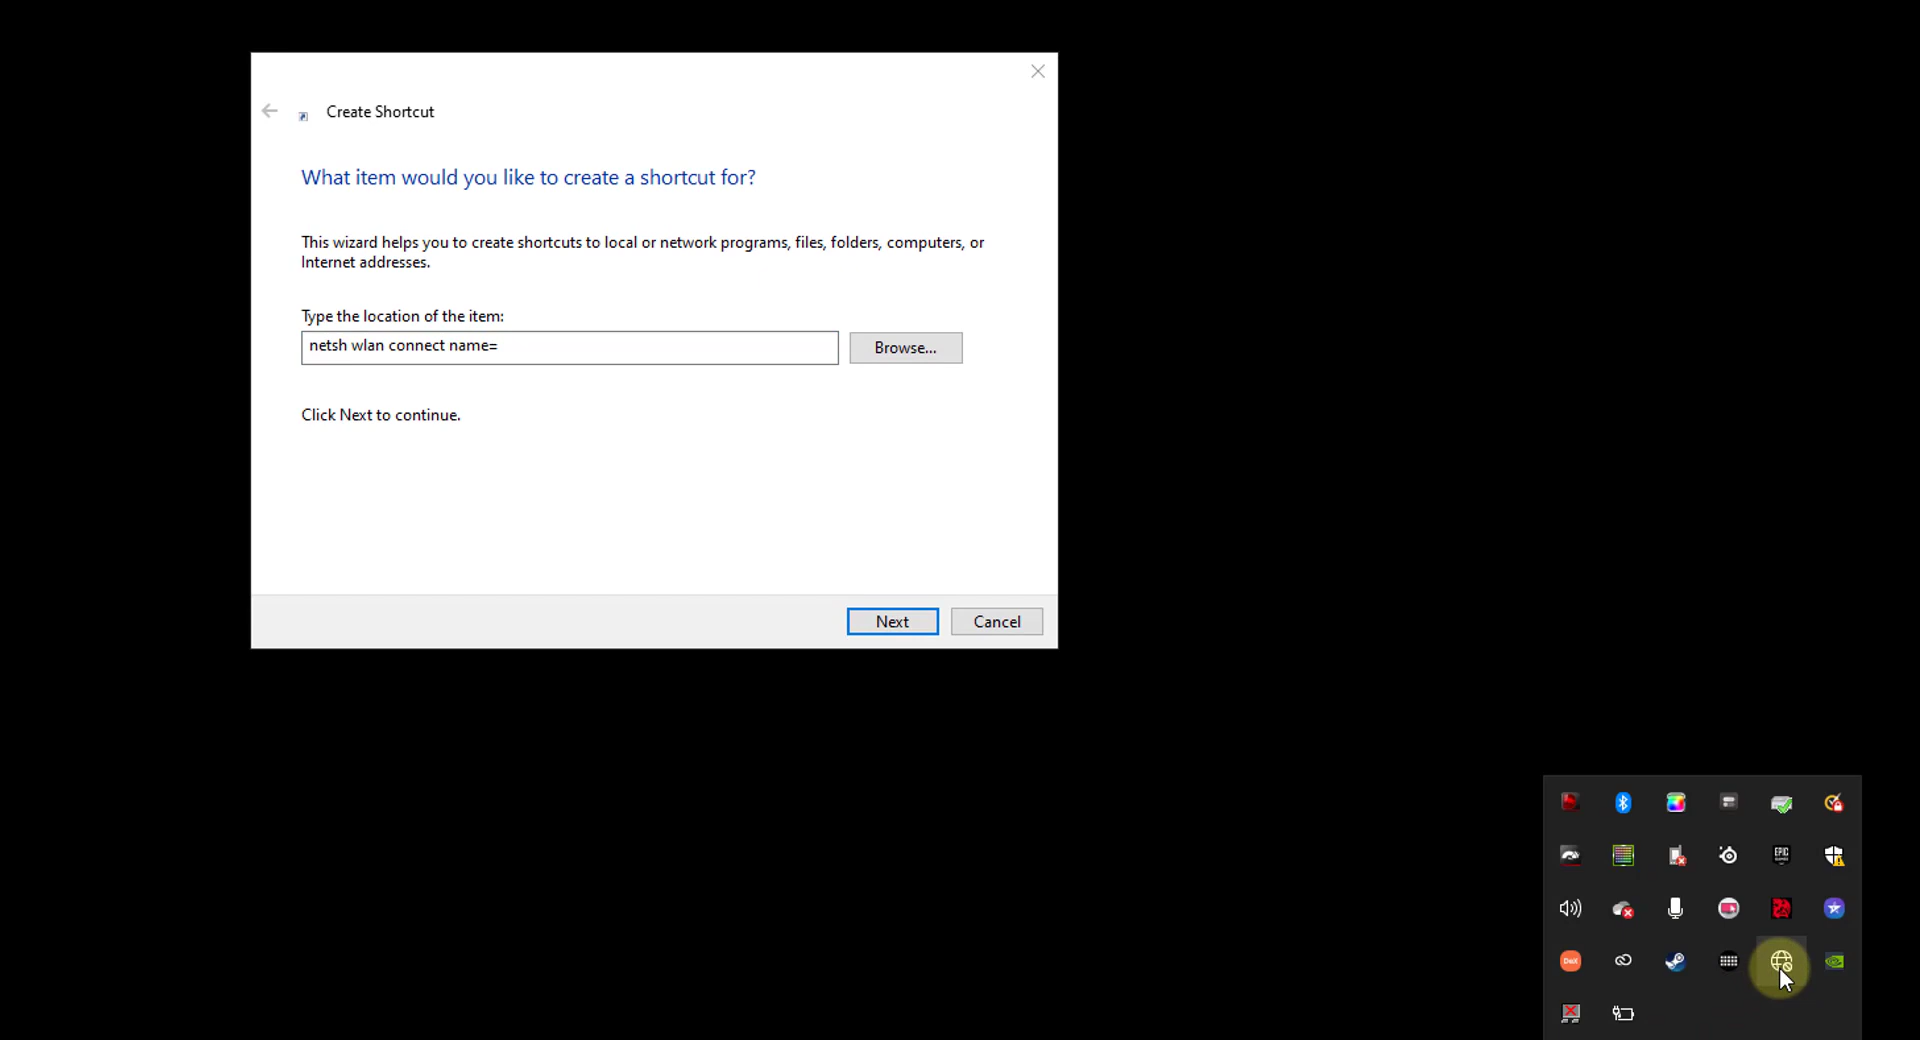 Create Shortcut
What item would you like to create a shortcut for?
This wizard helps you to create shortcuts to local or network programs, files, folders, computers, or
Internet addresses.
Type the location of the item:
netsh wlan connect name=
Browse...
Click Next to continue.
Next
Cancel
EPIC
DeX